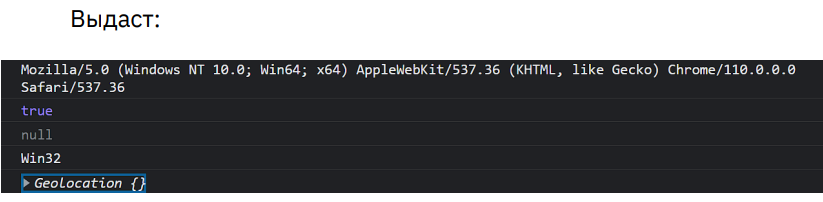 Выдаст:
Mozilla/5.0 (Windows NT 10.0; Win64; x64) AppleWebKit/537.36 (KHTML, like Gecko) Chrome/110.0.0.0
Safari/537.36
true
null
Win32
▸ Geolocation {}